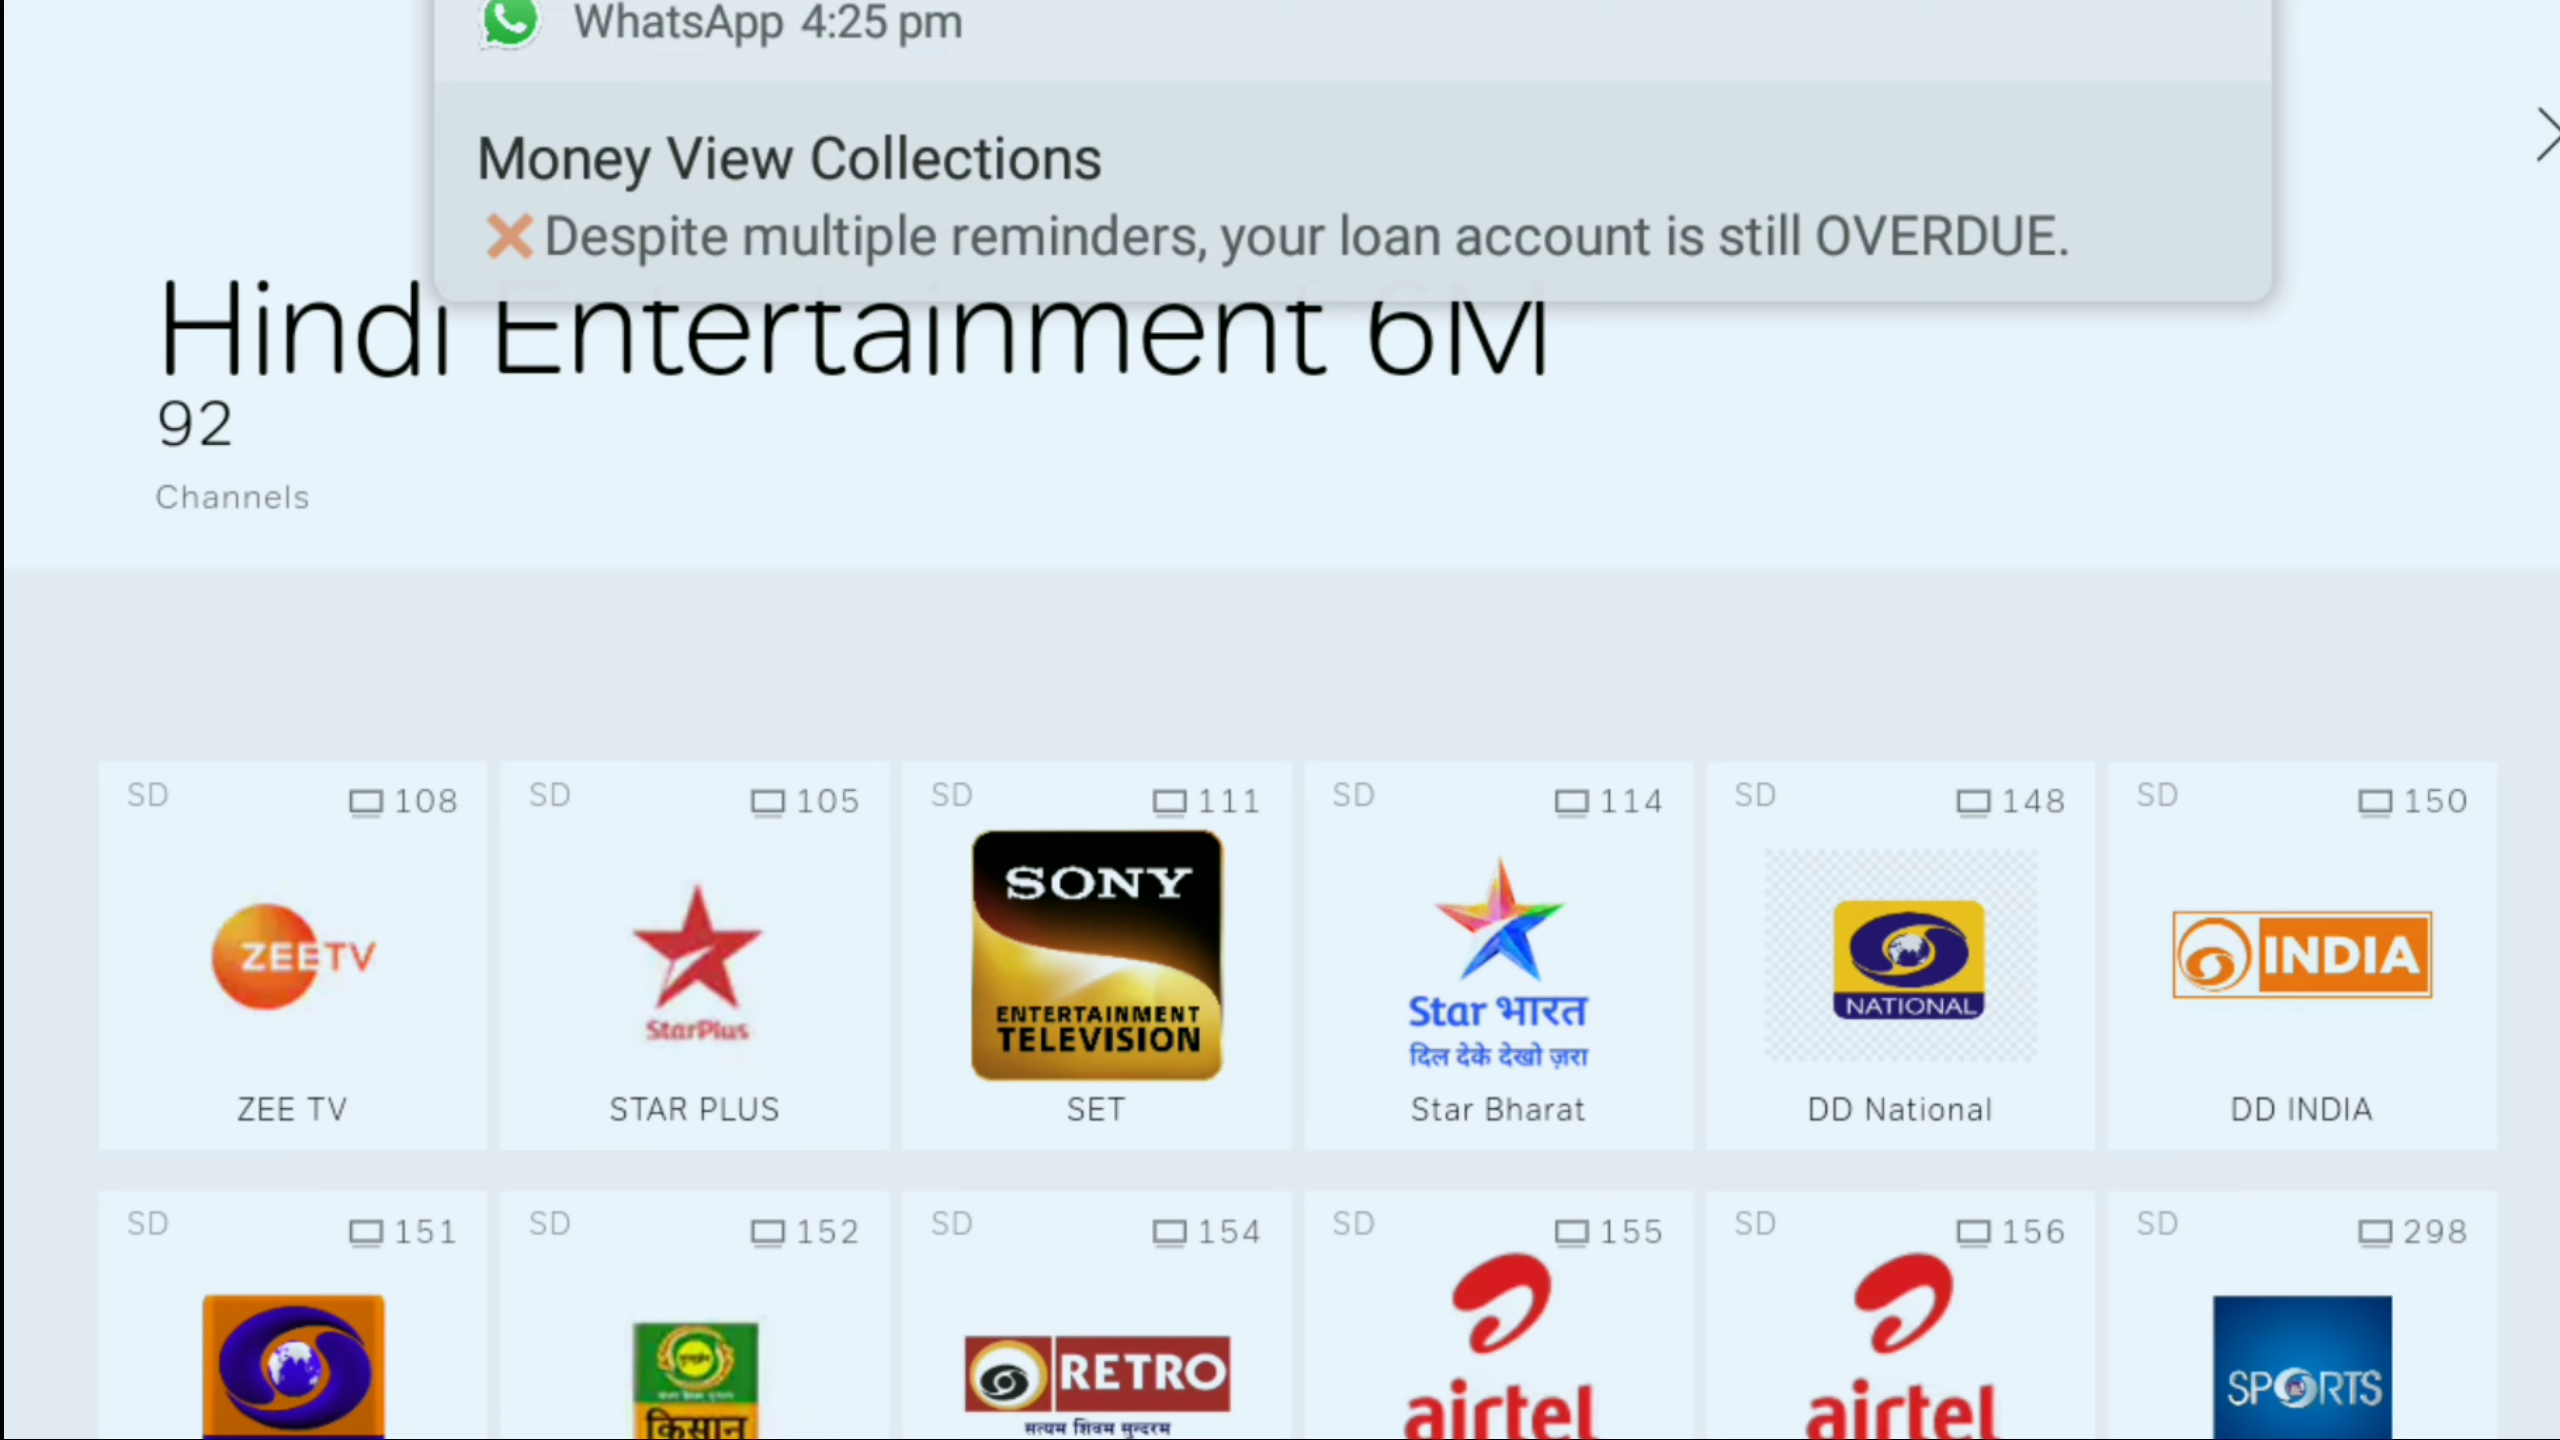 WhatsApp 4:25 pm
Money View Collections
❌Despite multiple reminders, your loan account is still OVERDUE.
Hindi Entertainment 6M
92
Channels
SD 108
SD 105
SD 111
SD 114
SD 148
SD 150
ZEETV
StarPlus
SONY
ENTERTAINMENT
TELEVISION
Star भारत
दिल देके देखो ज़रा
NATIONAL
INDIA
ZEE TV
STAR PLUS
SET
Star Bharat
DD National
DD INDIA
SD 151
SD 152
SD 154
SD 155
SD 156
SD 298
किसान
RETRO
सत्यम शिवम सुन्दरम
airtel
airtel
SPORTS